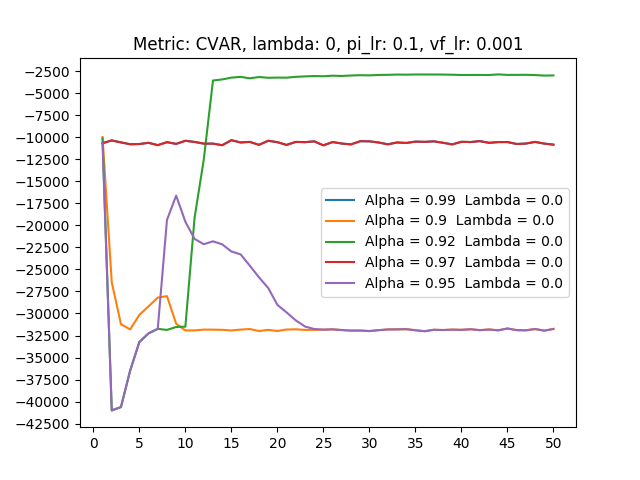 Metric: CVAR, lambda: 0, pi_lr: 0.1, vf_lr: 0.001
−2500
−5000
−7500
−10000
−12500
−15000
−17500
−20000
−22500
−25000
−27500
−30000
−32500
−35000
−37500
−40000
−42500
Alpha = 0.99  Lambda = 0.0
Alpha = 0.9  Lambda = 0.0
Alpha = 0.92  Lambda = 0.0
Alpha = 0.97  Lambda = 0.0
Alpha = 0.95  Lambda = 0.0
0 5 10 15 20 25 30 35 40 45 50